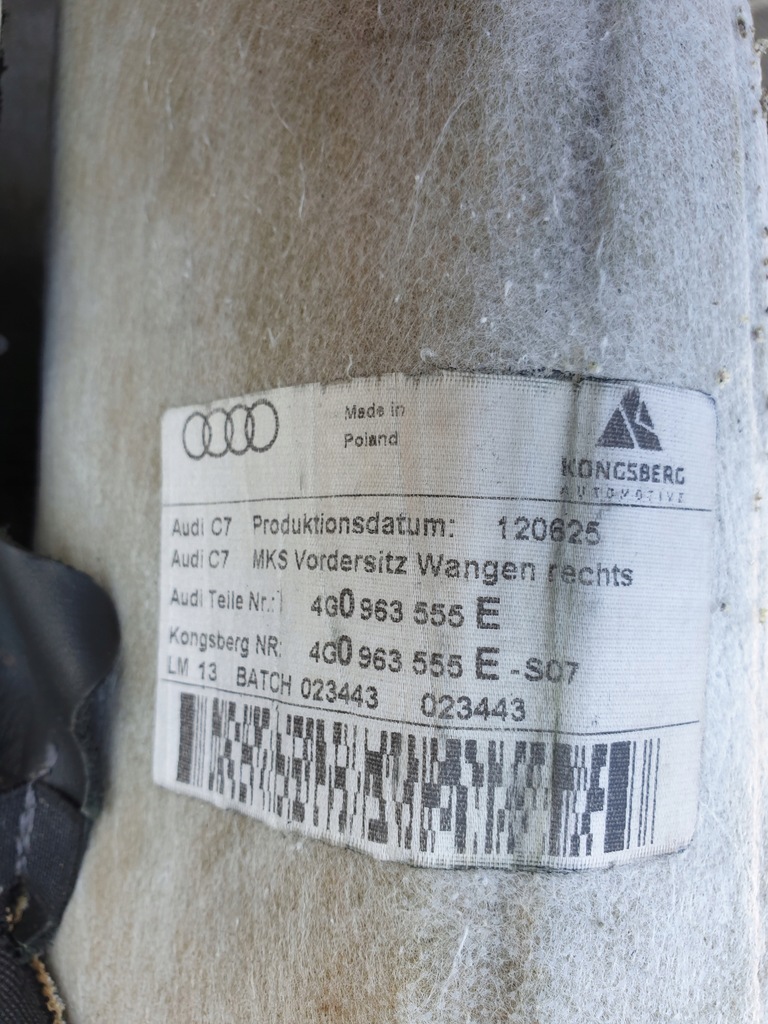 Made in
Poland
KONGSBERG
AUTOMOTIVE
Audi C7 Produktionsdatum: 120625
Audi C7 MKS Vordersitz Wangen rechts
Audi Teile Nr.: 4G0 963 555 E
Kongsberg NR: 4G0 963 555 E - S07
LM 13 BATCH 023443 023443